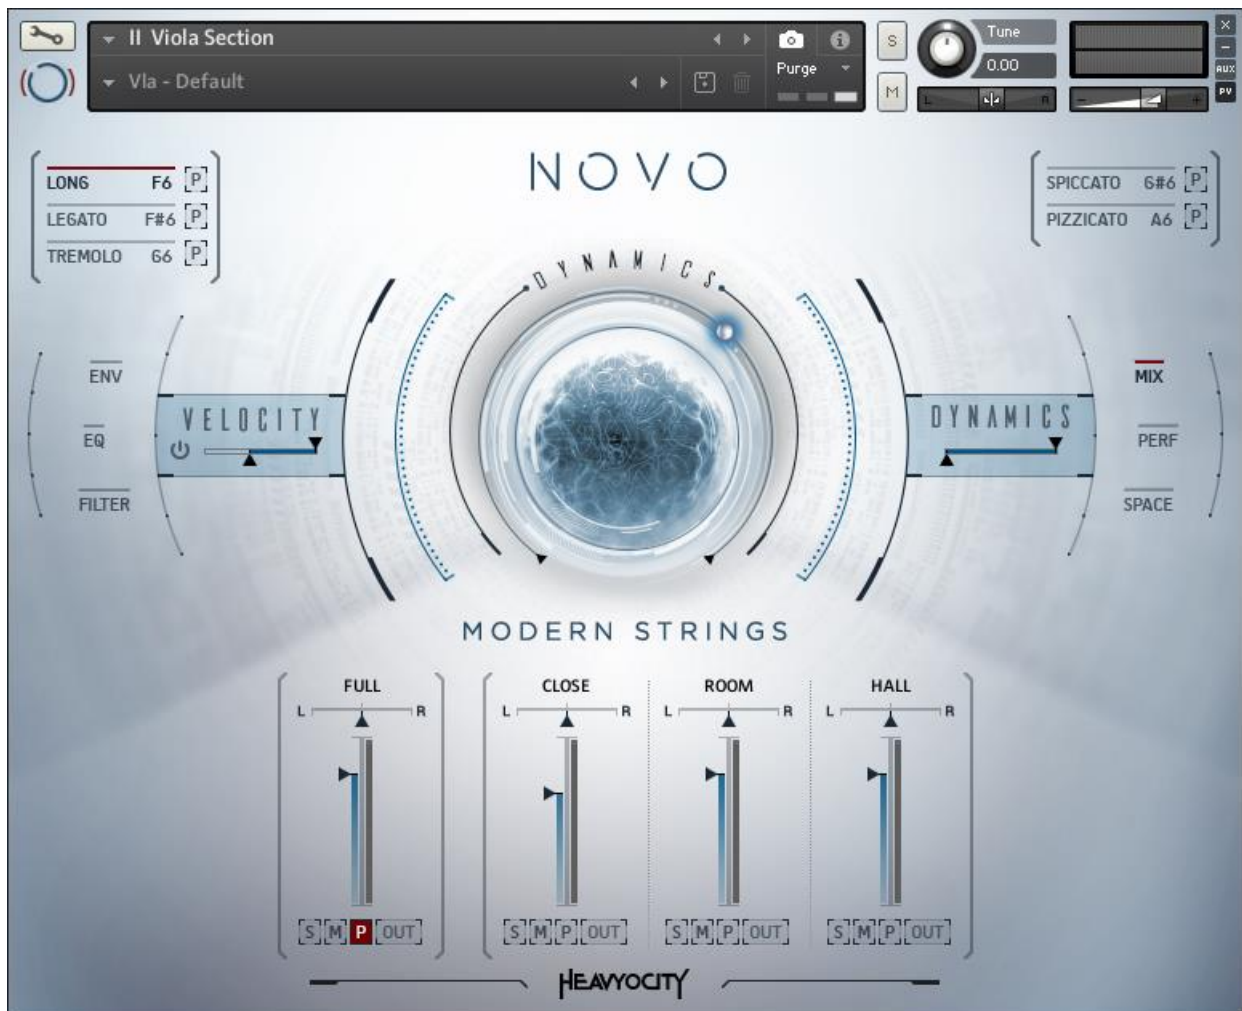 II Viola Section
Vla - Default
Purge
S
M
Tune
0.00
L R
- +
x
-
AUX
PV
NOVO
LONG F6 P
LEGATO F#6 P
TREMOLO G6 P
SPICCATO G#6 P
PIZZICATO A6 P
DYNAMICS
ENV
EQ
FILTER
VELOCITY
DYNAMICS
MIX
PERF
SPACE
MODERN STRINGS
FULL CLOSE ROOM HALL
L R L R L R L R
S M P OUT S M P OUT S M P OUT S M P OUT
HEAVYOCITY